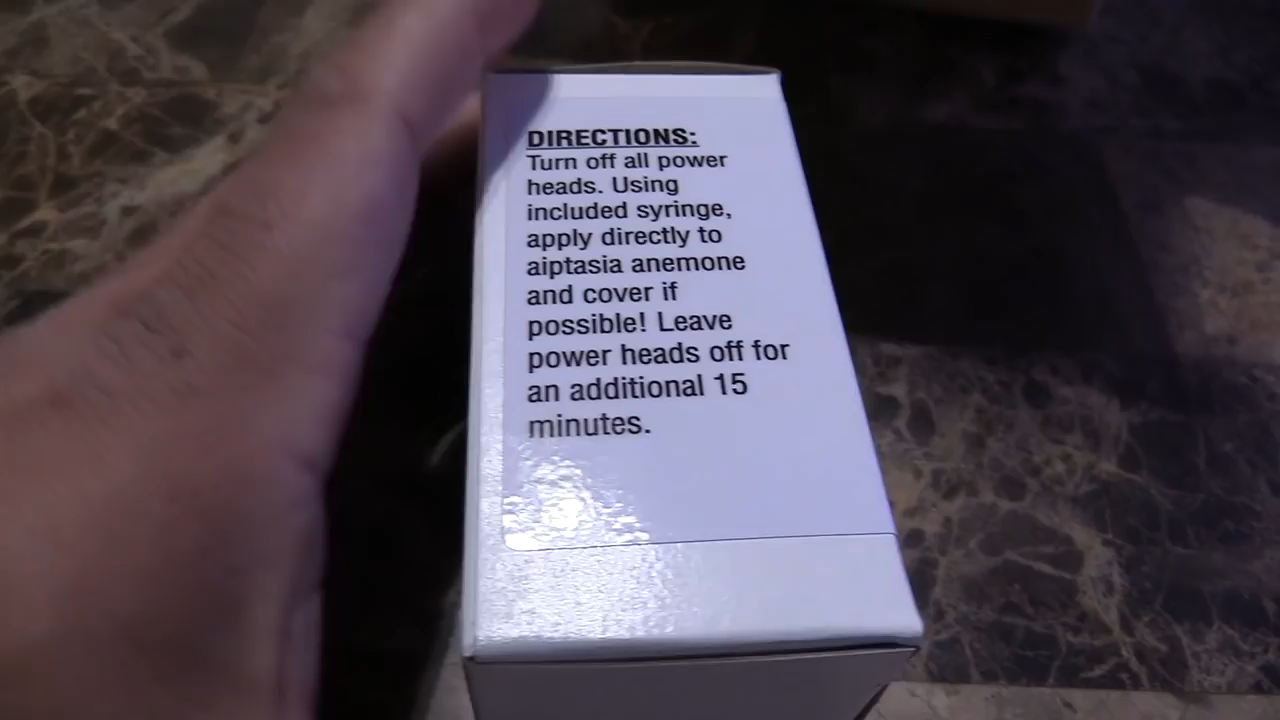 DIRECTIONS:
Turn off all power
heads. Using
included syringe,
apply directly to
aiptasia anemone
and cover if
possible! Leave
power heads off for
an additional 15
minutes.